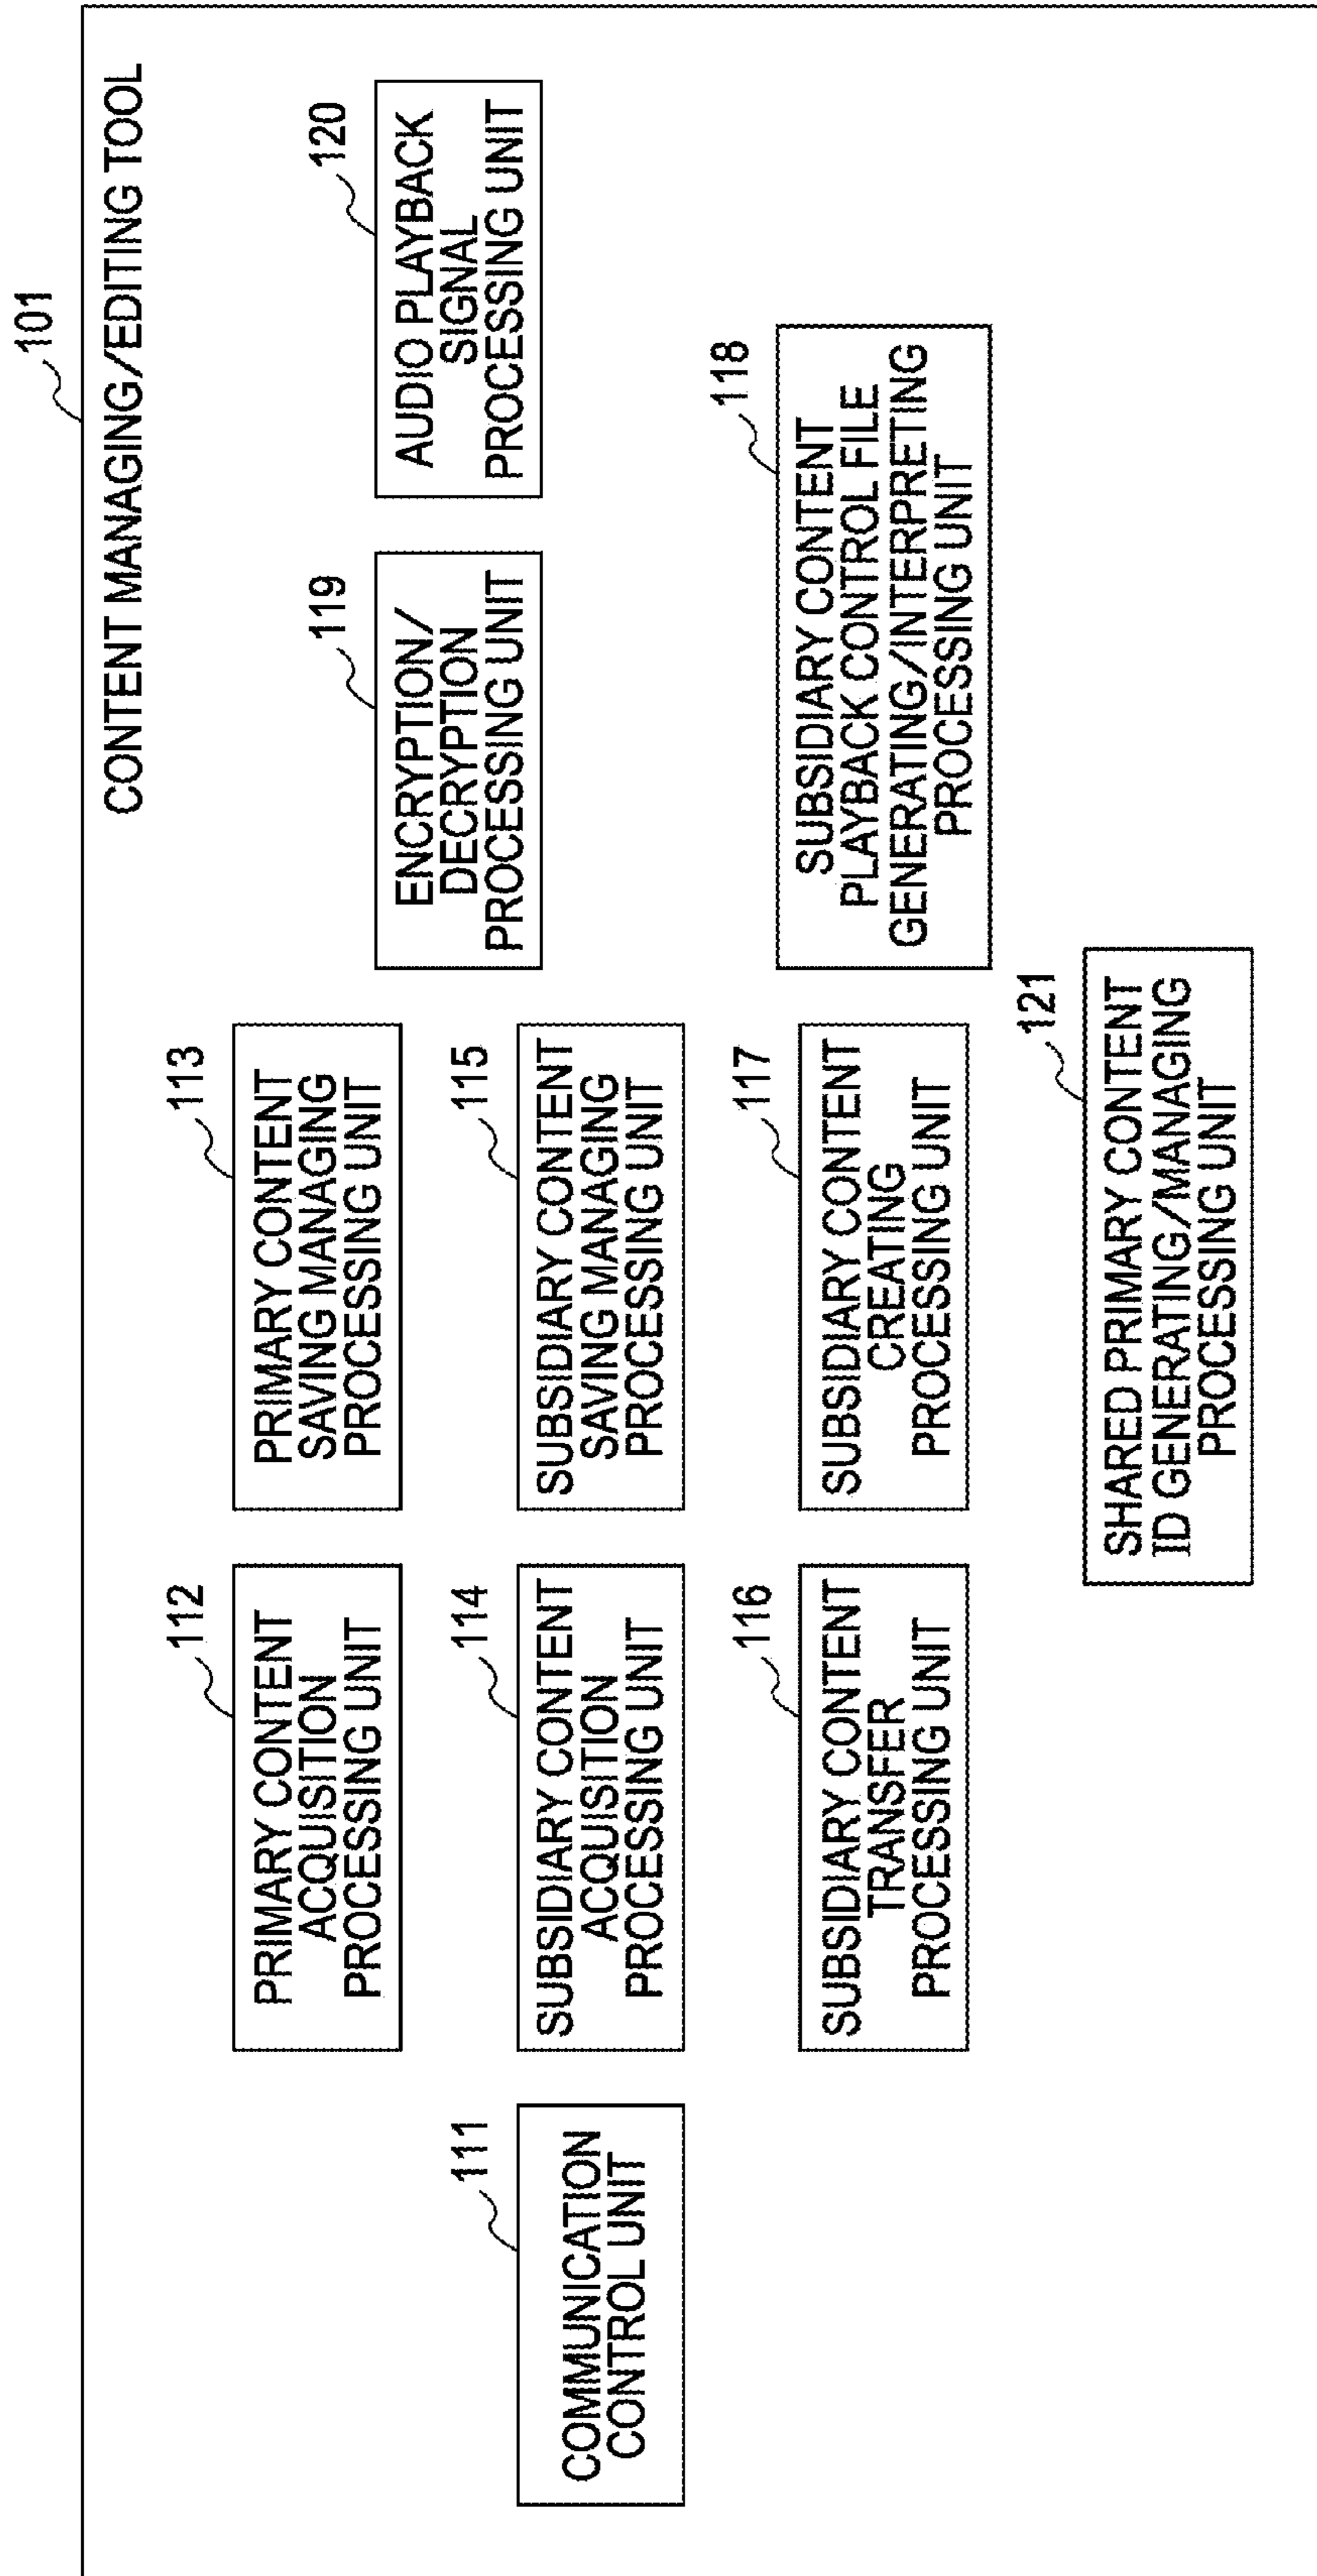 101
CONTENT MANAGING/EDITING TOOL
112
PRIMARY CONTENT
ACQUISITION
PROCESSING UNIT
113
PRIMARY CONTENT
SAVING MANAGING
PROCESSING UNIT
119
ENCRYPTION/
DECRYPTION
PROCESSING UNIT
120
AUDIO PLAYBACK
SIGNAL
PROCESSING UNIT
111
COMMUNICATION
CONTROL UNIT
114
SUBSIDIARY CONTENT
ACQUISITION
PROCESSING UNIT
115
SUBSIDIARY CONTENT
SAVING MANAGING
PROCESSING UNIT
116
SUBSIDIARY CONTENT
TRANSFER
PROCESSING UNIT
117
SUBSIDIARY CONTENT
CREATING
PROCESSING UNIT
118
SUBSIDIARY CONTENT
PLAYBACK CONTROL FILE
GENERATING/INTERPRETING
PROCESSING UNIT
121
SHARED PRIMARY CONTENT
ID GENERATING/MANAGING
PROCESSING UNIT